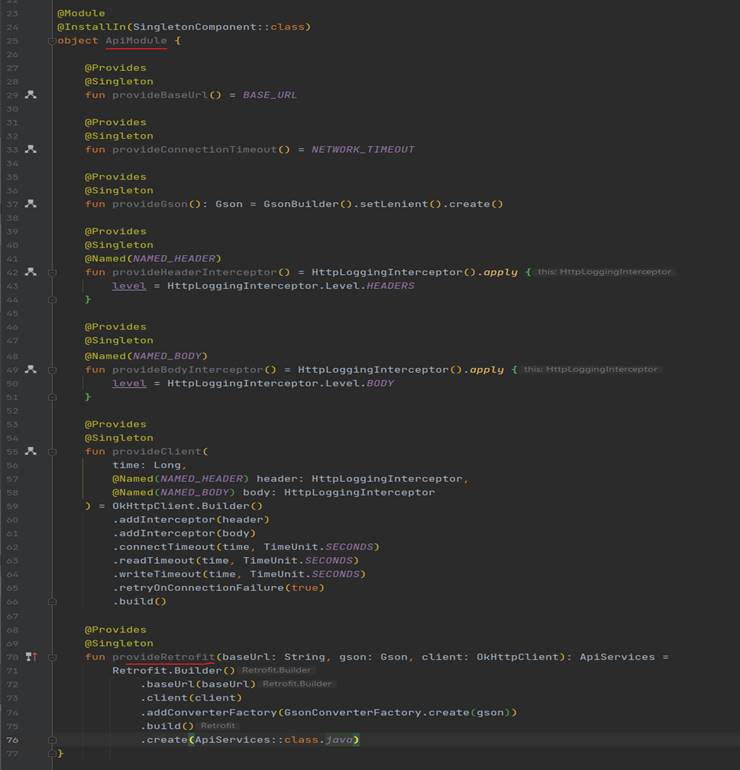 23 @Module
24 @InstallIn(SingletonComponent::class)
25 object ApiModule {
26
27 @Provides
28 @Singleton
29 fun provideBaseUrl() = BASE_URL
30
31 @Provides
32 @Singleton
33 fun provideConnectionTimeout() = NETWORK_TIMEOUT
34
35 @Provides
36 @Singleton
37 fun provideGson(): Gson = GsonBuilder().setLenient().create()
38
39 @Provides
40 @Singleton
41 @Named(NAMED_HEADER)
42 fun provideHeaderInterceptor() = HttpLoggingInterceptor().apply { this: HttpLoggingInterceptor
43 level = HttpLoggingInterceptor.Level.HEADERS
44 }
45
46 @Provides
47 @Singleton
48 @Named(NAMED_BODY)
49 fun provideBodyInterceptor() = HttpLoggingInterceptor().apply { this: HttpLoggingInterceptor
50 level = HttpLoggingInterceptor.Level.BODY
51 }
52
53 @Provides
54 @Singleton
55 fun provideClient(
56 time: Long,
57 @Named(NAMED_HEADER) header: HttpLoggingInterceptor,
58 @Named(NAMED_BODY) body: HttpLoggingInterceptor
59 ) = OkHttpClient.Builder()
60 .addInterceptor(header)
61 .addInterceptor(body)
62 .connectTimeout(time, TimeUnit.SECONDS)
63 .readTimeout(time, TimeUnit.SECONDS)
64 .writeTimeout(time, TimeUnit.SECONDS)
65 .retryOnConnectionFailure(true)
66 .build()
67
68 @Provides
69 @Singleton
70 fun provideRetrofit(baseUrl: String, gson: Gson, client: OkHttpClient): ApiServices =
71 Retrofit.Builder() Retrofit.Builder
72 .baseUrl(baseUrl) Retrofit.Builder
73 .client(client)
74 .addConverterFactory(GsonConverterFactory.create(gson))
75 .build() Retrofit
76 .create(ApiServices::class.java)
77 }